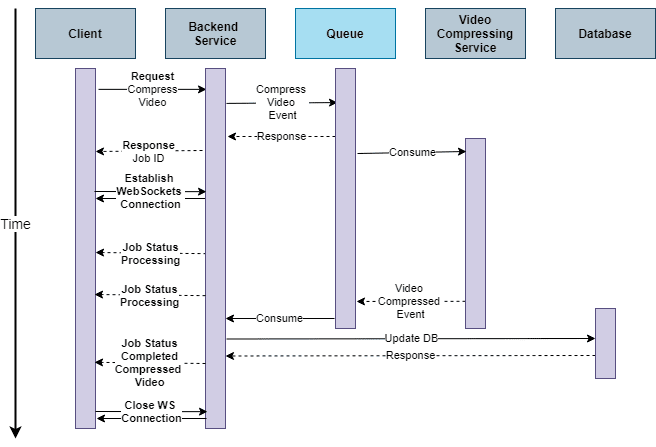 Client
Backend
Service
Queue
Video
Compressing
Service
Database
Request
Compress
Video
Compress
Video
Event
Response
Response
Job ID
Consume
Establish
WebSockets
Connection
Time
Job Status
Processing
Job Status
Processing
Video
Compressed
Event
Consume
Update DB
Job Status
Completed
Compressed
Video
Response
Close WS
Connection